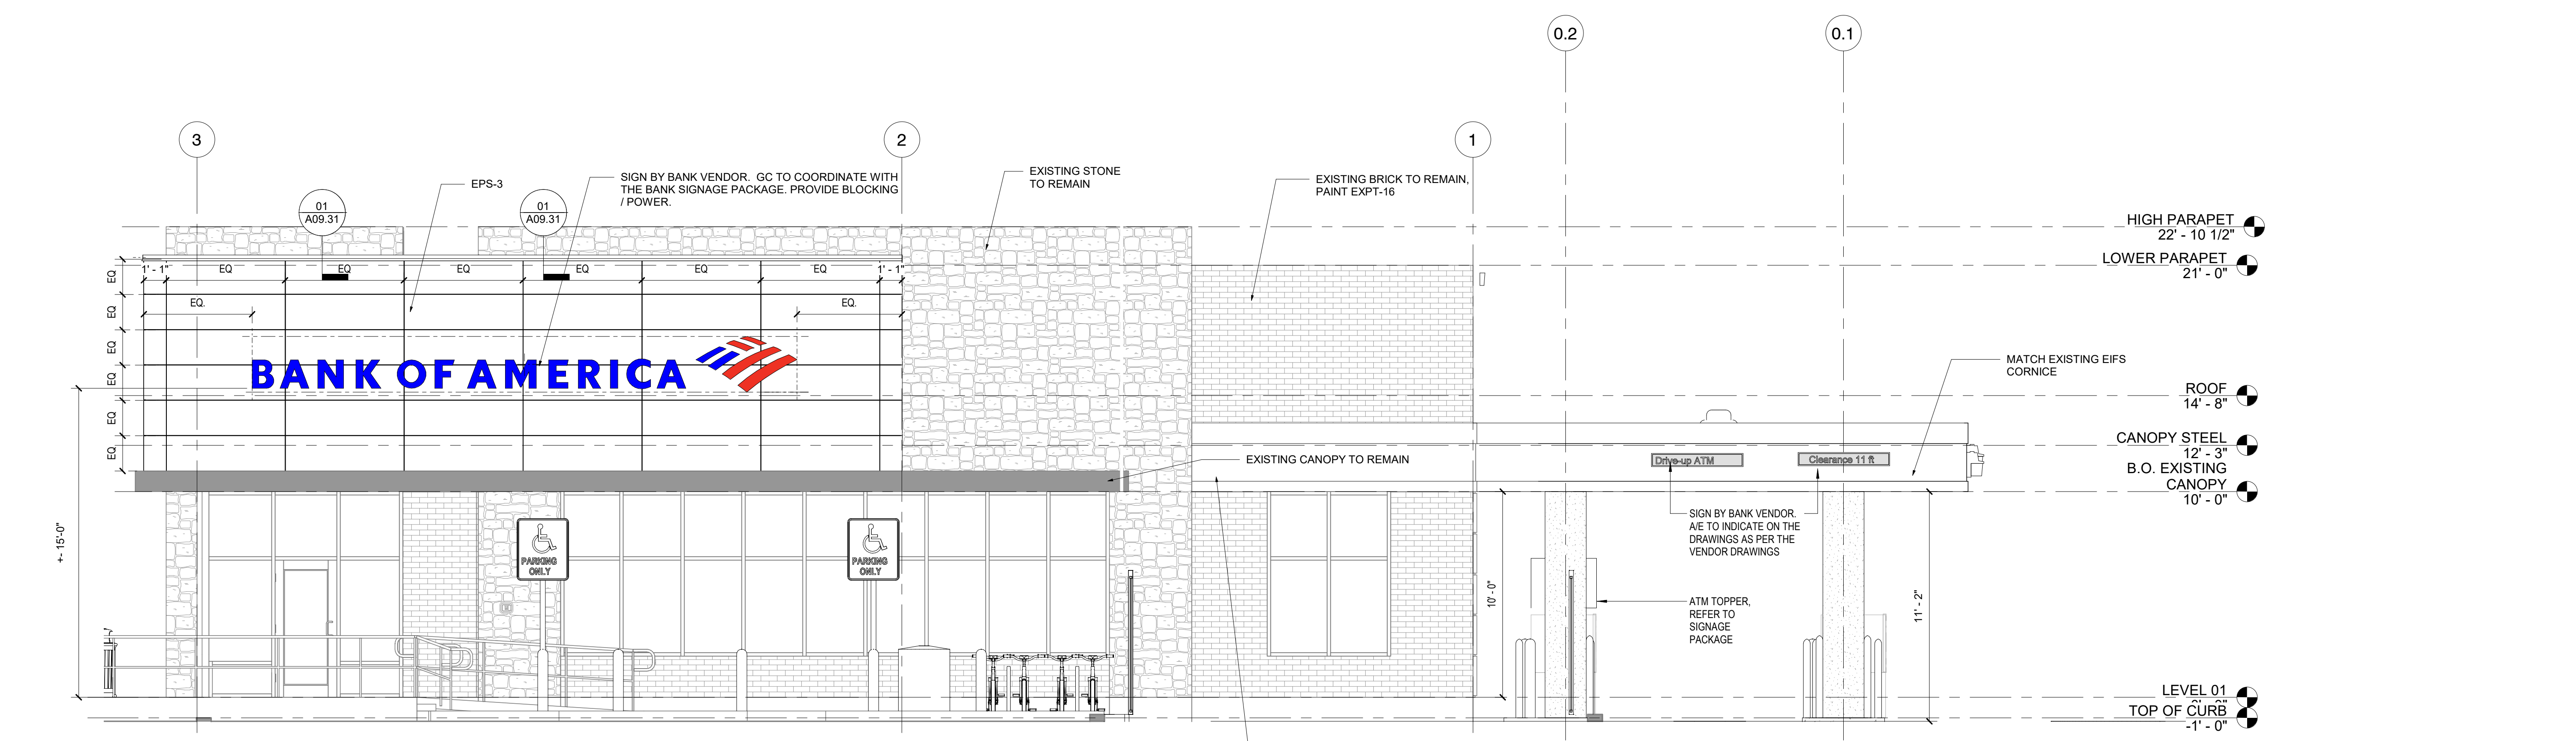 0.2
0.1
3
2
1
EPS-3
SIGN BY BANK VENDOR. GC TO COORDINATE WITH
THE BANK SIGNAGE PACKAGE. PROVIDE BLOCKING
/ POWER.
EXISTING STONE
TO REMAIN
EXISTING BRICK TO REMAIN,
PAINT EXPT-16
01
A09.31
01
A09.31
HIGH PARAPET
22' - 10 1/2"
LOWER PARAPET
21' - 0"
1' - 1"
EQ
EQ
EQ
EQ
EQ
EQ
1' - 1"
EQ
EQ
EQ
EQ
EQ
EQ
EQ.
EQ.
BANK OF AMERICA
MATCH EXISTING EIFS
CORNICE
ROOF
14' - 8"
CANOPY STEEL
12' - 3"
B.O. EXISTING
CANOPY
10' - 0"
EXISTING CANOPY TO REMAIN
Drive-up ATM
Clearance 11 ft
SIGN BY BANK VENDOR.
A/E TO INDICATE ON THE
DRAWINGS AS PER THE
VENDOR DRAWINGS
PARKING
ONLY
PARKING
ONLY
+- 15'-0"
10' - 0"
11' - 2"
ATM TOPPER,
REFER TO
SIGNAGE
PACKAGE
LEVEL 01
TOP OF CURB
-1' - 0"